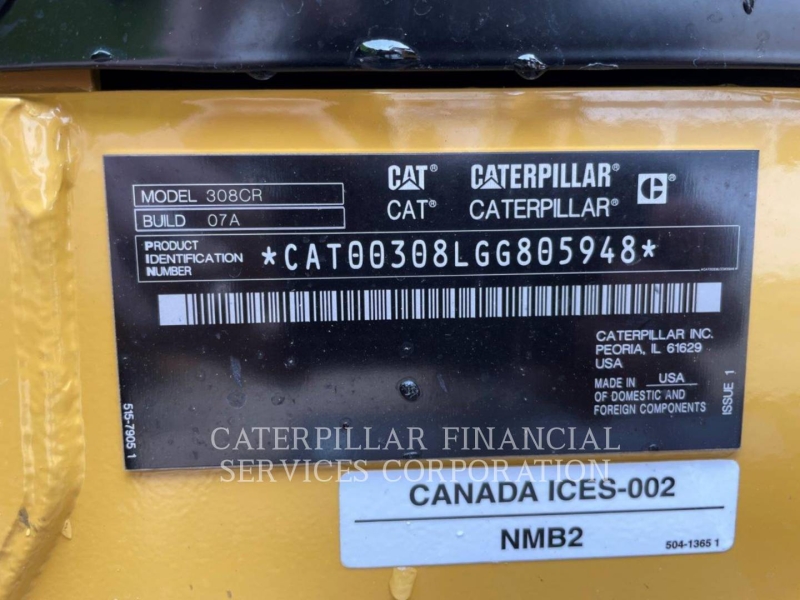 CAT® CATERPILLAR® C®
CAT® CATERPILLAR®
MODEL 308CR
BUILD 07A
PRODUCT
IDENTIFICATION
NUMBER
*CAT00308LGG805948*
CATERPILLAR INC.
PEORIA, IL 61629
USA
MADE IN USA
OF DOMESTIC AND
FOREIGN COMPONENTS
ISSUE 1
515-7905 1
CATERPILLAR FINANCIAL
SERVICES CORPORATION
CANADA ICES-002
NMB2
504-1365 1